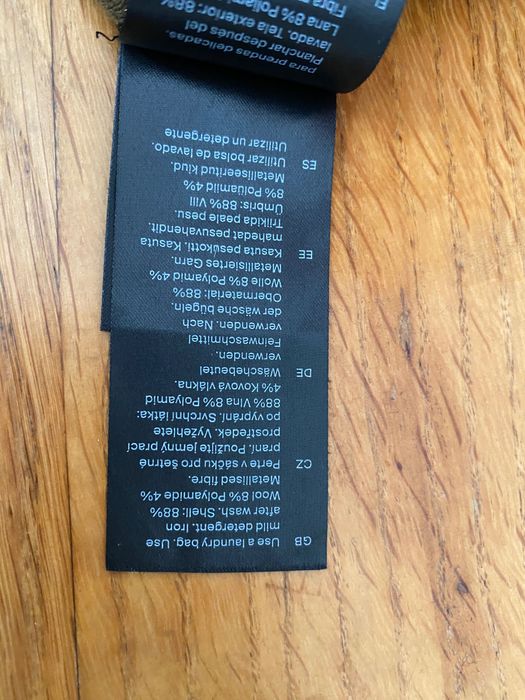 GB Use a laundry bag. Use
mild detergent. Iron
after wash. Shell: 88%
Wool 8% Polyamide 4%
Metallised fibre.
CZ Perte v sáčku pro šetrné
praní. Použijte jemný prací
prostředek. Vyžehlete
po vyprání. Svrchní látka:
88% Vlna 8% Polyamid
4% Kovová vlákna.
DE Wäschebeutel
verwenden.
Feinwaschmittel
verwenden. Nach
der wäsche bügeln.
Obermaterial: 88%
Wolle 8% Polyamid 4%
Metallisiertes Garn.
EE Kasuta pesukotti. Kasuta
mahedat pesuvahendit.
Triikida peale pesu.
Ümbris: 88% Vill
8% Polüamiid 4%
Metalliseeritud kiud.
ES Utilizar bolsa de lavado.
Utilizar un detergente
para prendas delicadas.
Planchar después del
lavado. Tela exterior: 88%
Lana 8%
Fibra